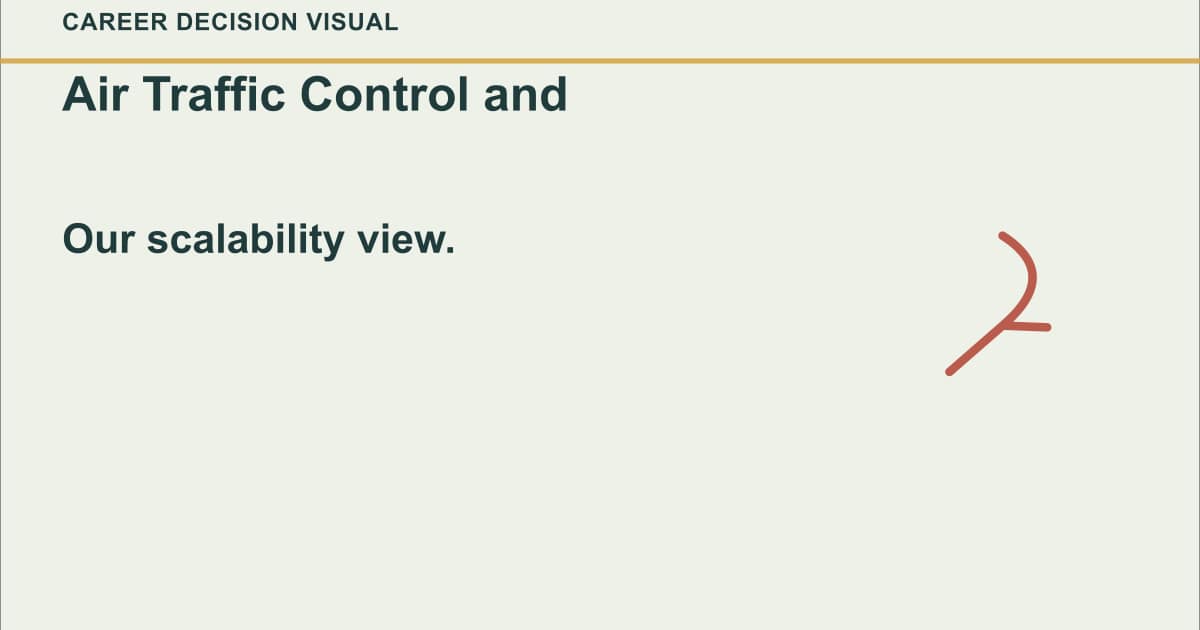 CAREER DECISION VISUAL
Air Traffic Control and
Our scalability view.